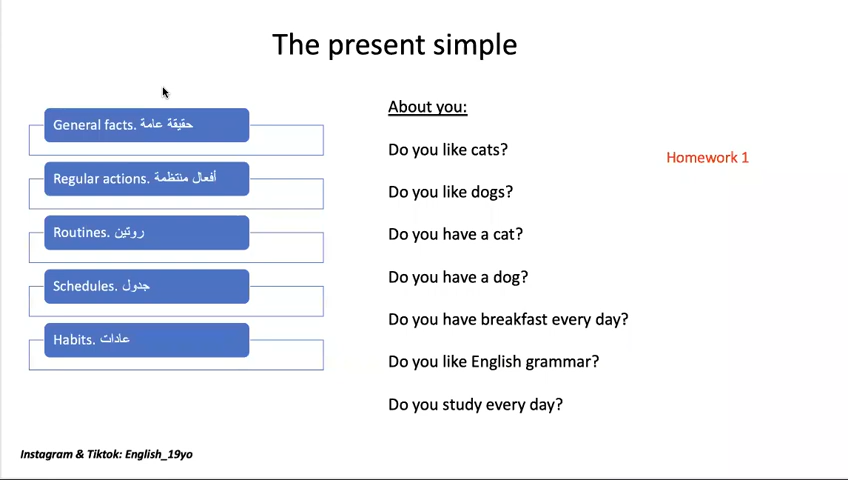 The present simple
General facts. حقيقة عامة
Regular actions. أفعال منتظمة
Routines. روتين
Schedules. جدول
Habits. عادات
About you:
Do you like cats?
Do you like dogs?
Do you have a cat?
Do you have a dog?
Do you have breakfast every day?
Do you like English grammar?
Do you study every day?
Homework 1
Instagram & Tiktok: English_19yo